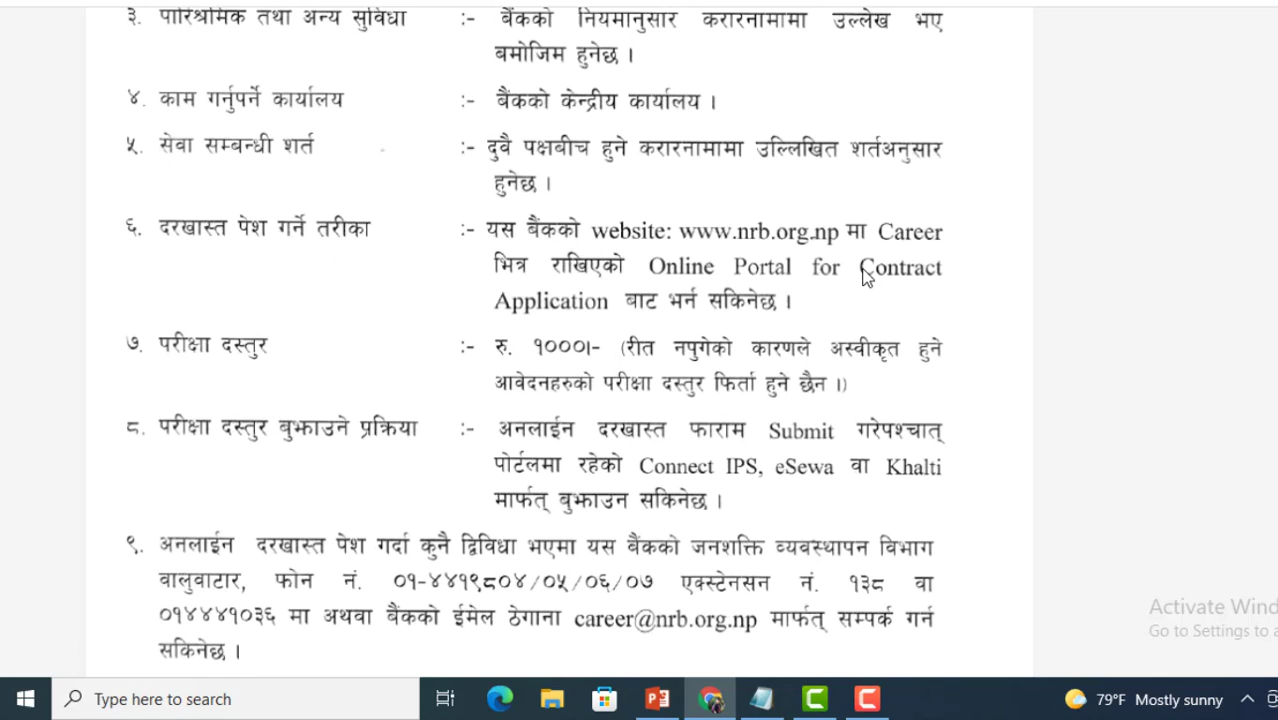 ३. पारिश्रमिक तथा अन्य सुविधा :- बैंकको नियमानुसार करारनामामा उल्लेख भए
बमोजिम हुनेछ ।
४. काम गर्नुपर्ने कार्यालय :- बैंकको केन्द्रीय कार्यालय ।
५. सेवा सम्बन्धी शर्त :- दुवै पक्षबीच हुने करारनामामा उल्लिखित शर्तअनुसार
हुनेछ ।
६. दरखास्त पेश गर्ने तरीका :- यस बैंकको website: www.nrb.org.np मा Career
भित्र राखिएको Online Portal for Contract
Application बाट भर्न सकिनेछ ।
७. परीक्षा दस्तुर :- रु. १०००।- (रीत नपुगेको कारणले अस्वीकृत हुने
आवेदनहरुको परीक्षा दस्तुर फिर्ता हुने छैन ।)
८. परीक्षा दस्तुर बुझाउने प्रक्रिया :- अनलाईन दरखास्त फाराम Submit गरेपश्चात्
पोर्टलमा रहेको Connect IPS, eSewa वा Khalti
मार्फत् बुझाउन सकिनेछ ।
९. अनलाईन दरखास्त पेश गर्दा कुनै द्विविधा भएमा यस बैंकको जनशक्ति व्यवस्थापन विभाग
वालुवाटार, फोन नं. ०१-४४१९८०४/०५/०६/०७ एक्स्टेनसन नं. १३८ वा
०१४४४१०३६ मा अथवा बैंकको ईमेल ठेगाना career@nrb.org.np मार्फत् सम्पर्क गर्न
सकिनेछ ।
Activate Wind
Go to Settings to a
Type here to search
79°F Mostly sunny